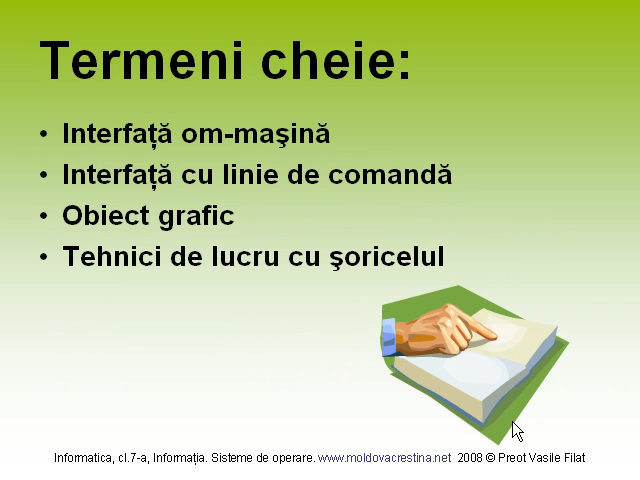 Termeni cheie:
• Interfață om-maşină
• Interfață cu linie de comandă
• Obiect grafic
• Tehnici de lucru cu şoricelul
Informatica, cl.7-a, Informația. Sisteme de operare. www.moldovacrestina.net 2008 © Preot Vasile Filat